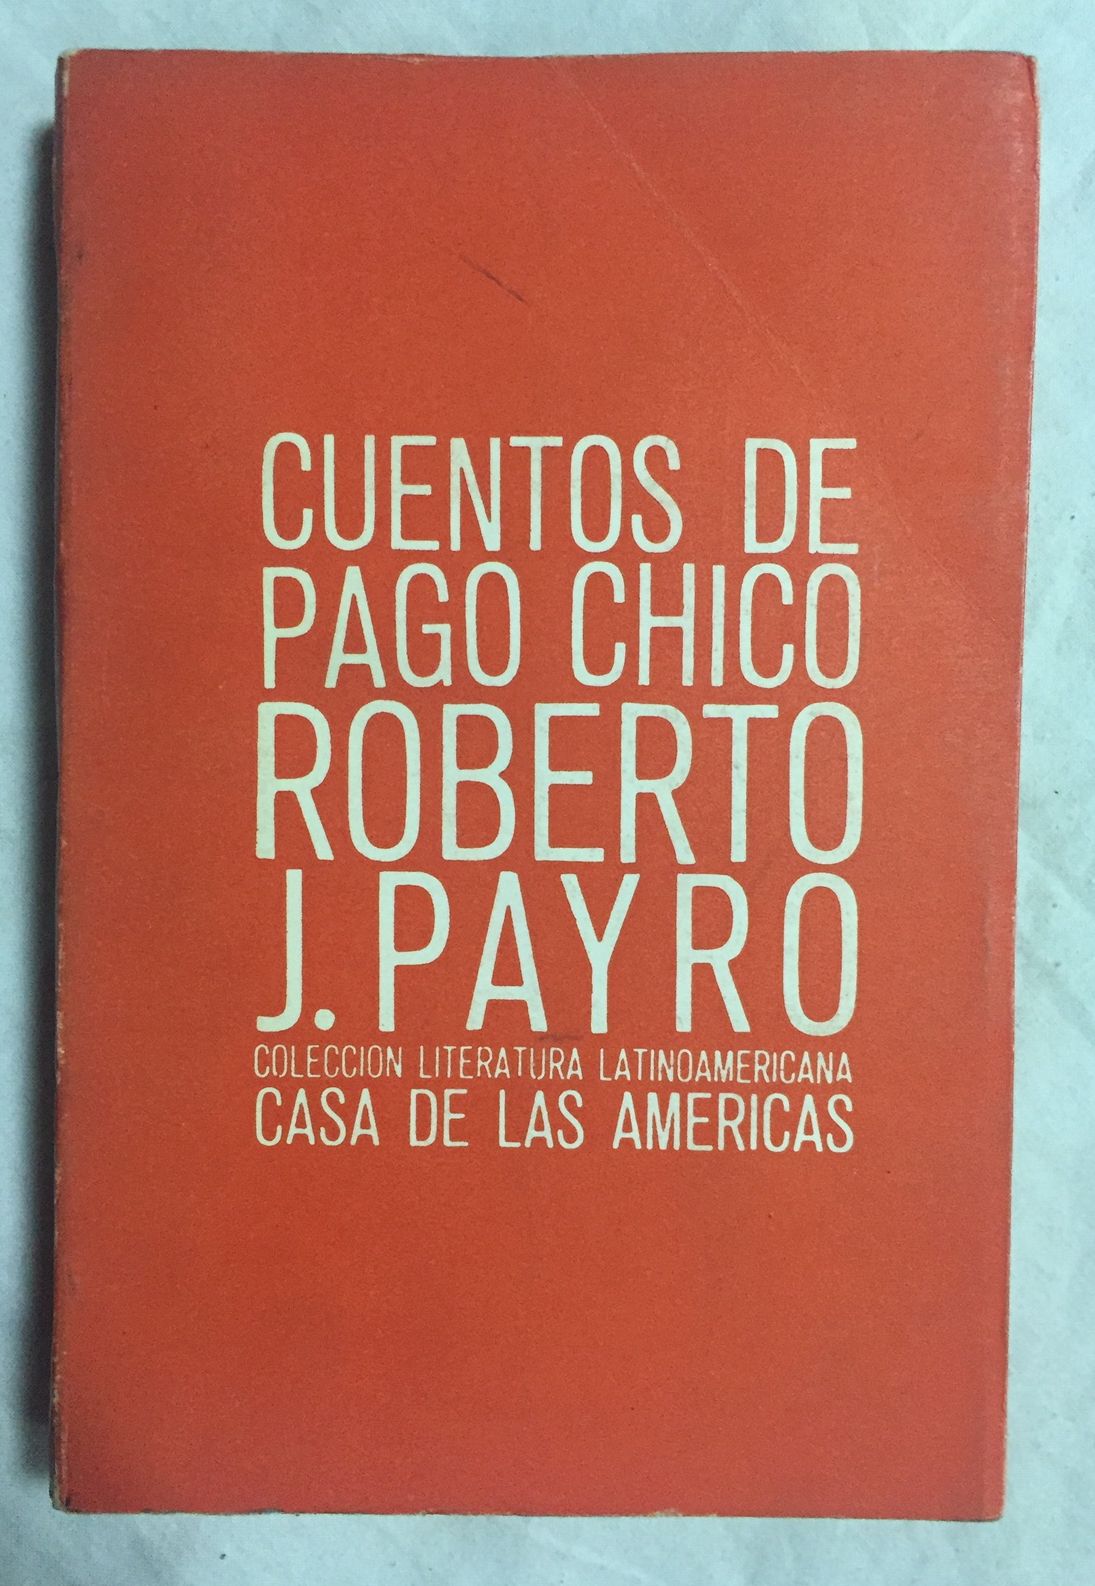 CUENTOS DE
PAGO CHICO
ROBERTO
J. PAYRO
COLECCION LITERATURA LATINOAMERICANA
CASA DE LAS AMERICAS